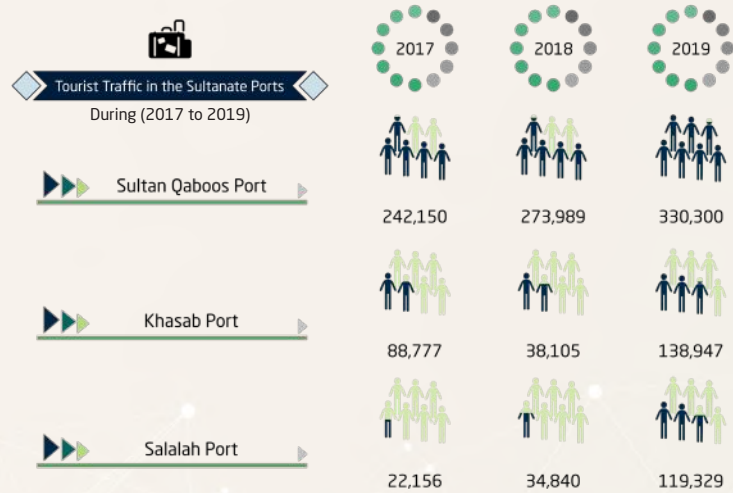 2017 2018 2019
Tourist Traffic in the Sultanate Ports
During (2017 to 2019)
Sultan Qaboos Port
242,150 273,989 330,300
Khasab Port
88,777 38,105 138,947
Salalah Port
22,156 34,840 119,329